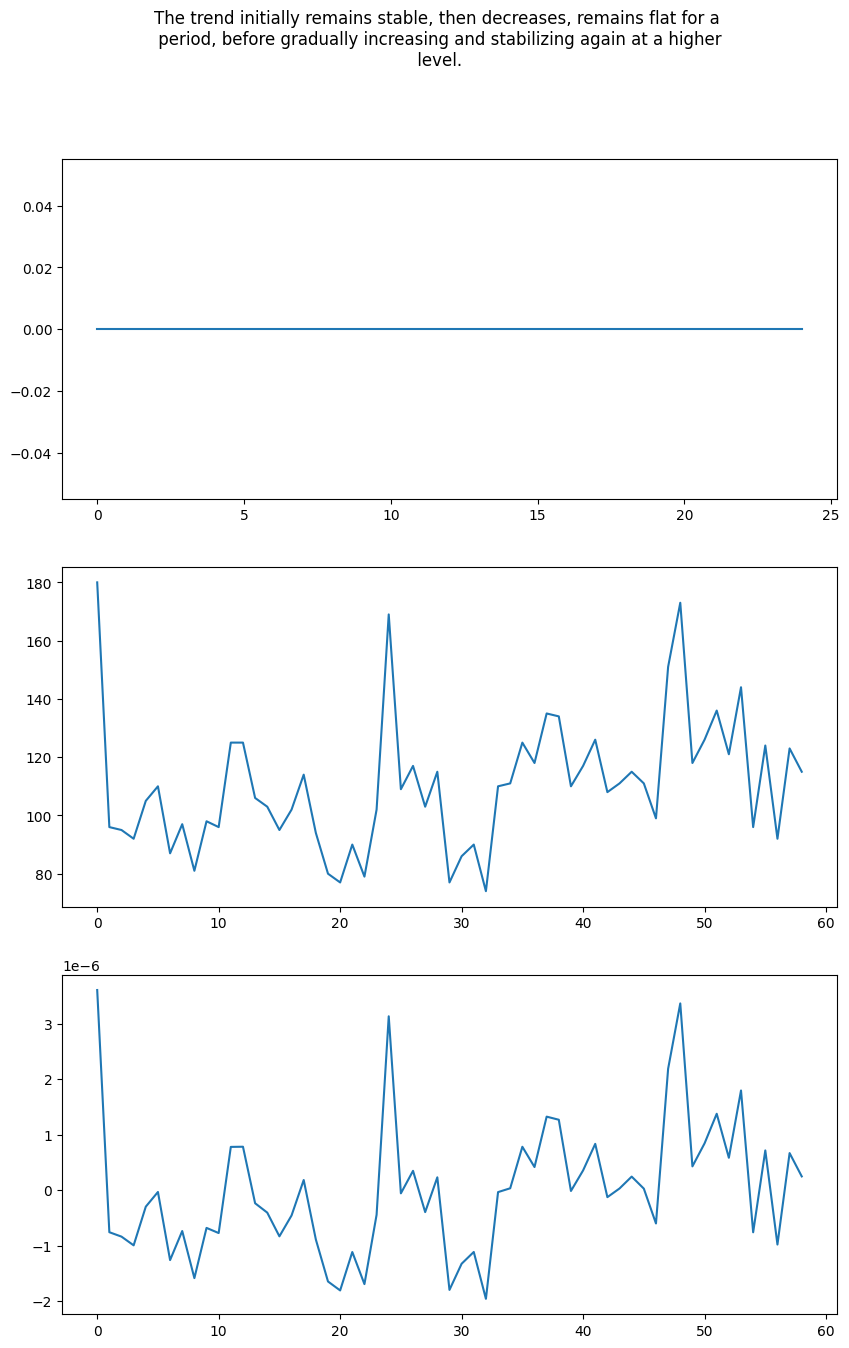 The trend initially remains stable, then decreases, remains flat for a
period, before gradually increasing and stabilizing again at a higher
level.
0.04
0.02
0.00
−0.02
−0.04
0 5 10 15 20 25
180
160
140
120
100
80
0 10 20 30 40 50 60
1e−6
3
2
1
0
−1
−2
0 10 20 30 40 50 60